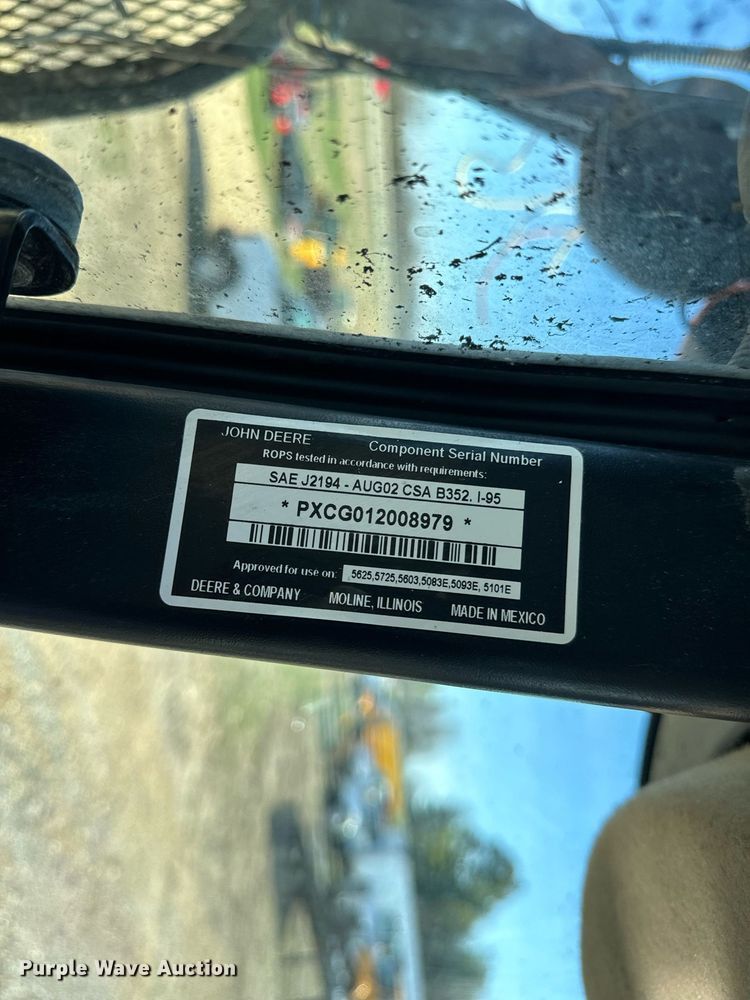 JOHN DEERE Component Serial Number
ROPS tested in accordance with requirements:
SAE J2194 - AUG02 CSA B352. I-95
* PXCG012008979 *
Approved for use on: 5625,5725,5603,5083E,5093E, 5101E
DEERE & COMPANY MOLINE, ILLINOIS MADE IN MEXICO
Purple Wave Auction